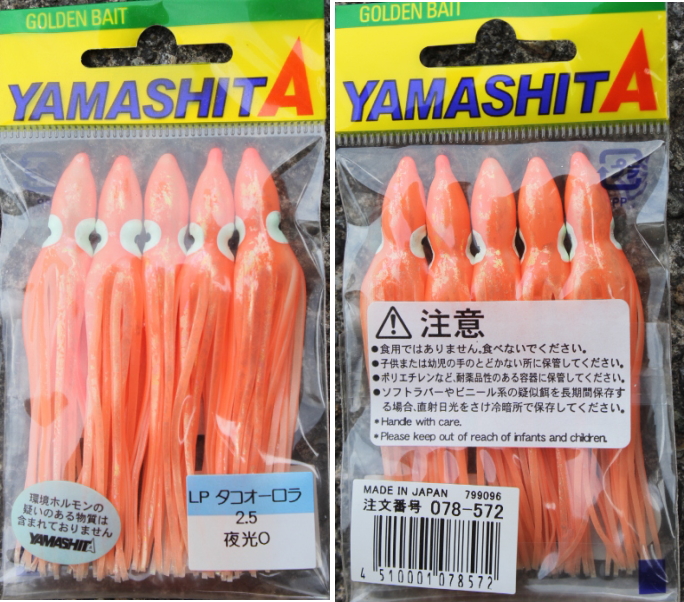 GOLDEN BAIT
YAMASHITA
環境ホルモンの
疑いのある物質は
含まれておりません
YAMASHITA
LP タコオーロラ
2.5
夜光O
GOLDEN BAIT
YAMASHITA
プラ
PP
注意
●食用ではありません。食べないでください。
●子供または幼児の手のとどかない所に保管してください。
●ポリエチレンなど、耐薬品性のある容器に保管してください。
●ソフトラバーやビニール系の疑似餌を長期間保存す
る場合、直射日光をさけ冷暗所で保存してください。
●Handle with care.
●Please keep out of reach of infants and children.
MADE IN JAPAN 799096
注文番号 078-572
4 510001 078572